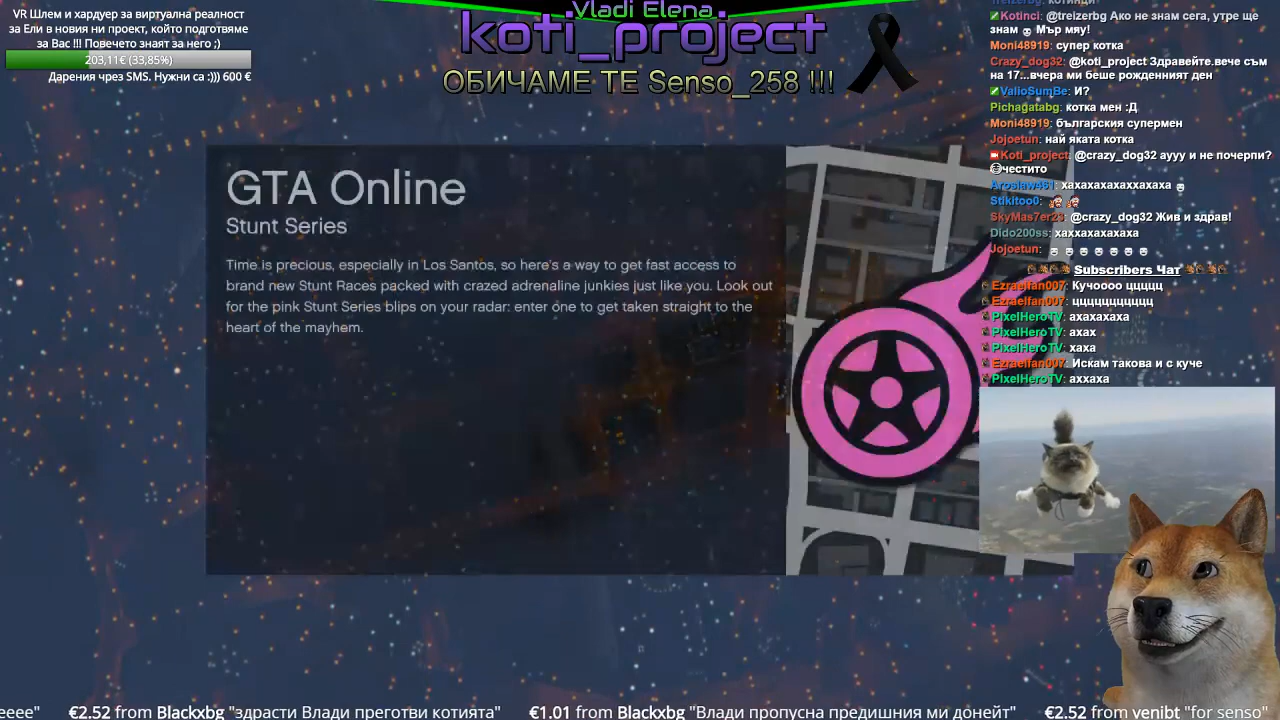 VR Шлем и хардуер за виртуална реалност
за Ели в новия ни проект, който подготвяме
за Вас !!! Повечето знаят за него ;)
203,11€ (33,85%)
Дарения чрез SMS. Нужни са :))) 600 €
Vladi Elena
koti_project
ОБИЧАМЕ ТЕ Senso_258 !!!
GTA Online
Stunt Series
Time is precious, especially in Los Santos, so here's a way to get fast access to
brand new Stunt Races packed with crazed adrenaline junkies just like you. Look out
for the pink Stunt Series blips on your radar: enter one to get taken straight to the
heart of the mayhem.
Kotinci: @treizerbg Ако не знам сега, утре ще
знам Мър мяу!
Moni48919: супер котка
Crazy_dog32: @koti_project Здравейте.вече съм
на 17...вчера ми беше рожденният ден
ValioSumBe: И?
Pichagatabg: котка мен :Д
Moni48919: българския супермен
Jojoetun: най яката котка
Koti_project: @crazy_dog32 аууу и не почерпи?
честито
Aroslaw461: хахахахахаххахаха
Stikitoo0:
SkyMas7er23: @crazy_dog32 Жив и здрав!
Dido200ss: хаххахахахаха
Jojoetun:
Subscribers Чат
Ezraelfan007: Кучоооо ццццц
Ezraelfan007: ццццццццццц
PixelHeroTV: ахахахаха
PixelHeroTV: ахах
PixelHeroTV: хаха
Ezraelfan007: Искам такова и с куче
PixelHeroTV: аххаха
ееее" €2.52 from Blackxbg "здрасти Влади преготви котията" €1.01 from Blackxbg "Влади пропусна предишния ми донейт" €2.52 from venibt "for senso"